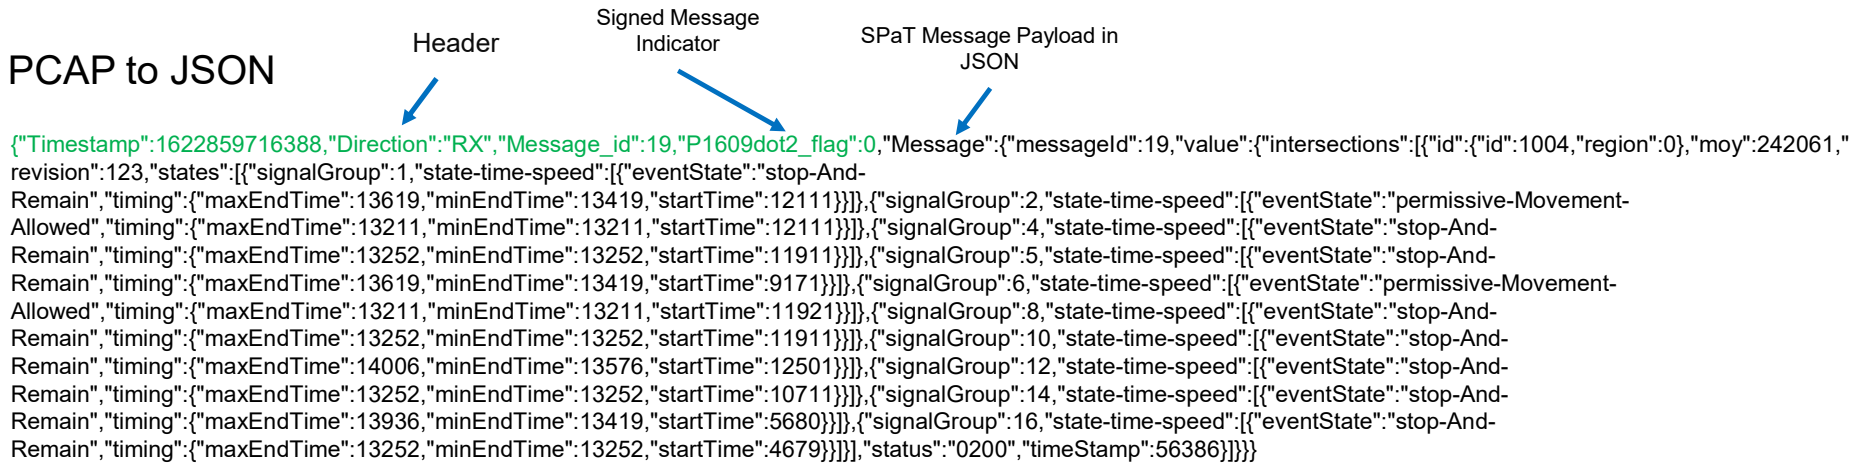 Signed Message
Indicator
Header
SPaT Message Payload in
JSON
PCAP to JSON
{"Timestamp":1622859716388,"Direction":"RX","Message_id":19,"P1609dot2_flag":0,"Message":{"messageId":19,"value":{"intersections":[{"id":{"id":1004,"region":0},"moy":242061,"
revision":123,"states":[{"signalGroup":1,"state-time-speed":[{"eventState":"stop-And-
Remain","timing":{"maxEndTime":13619,"minEndTime":13419,"startTime":12111}}]},{"signalGroup":2,"state-time-speed":[{"eventState":"permissive-Movement-
Allowed","timing":{"maxEndTime":13211,"minEndTime":13211,"startTime":12111}}]},{"signalGroup":4,"state-time-speed":[{"eventState":"stop-And-
Remain","timing":{"maxEndTime":13252,"minEndTime":13252,"startTime":11911}}]},{"signalGroup":5,"state-time-speed":[{"eventState":"stop-And-
Remain","timing":{"maxEndTime":13619,"minEndTime":13419,"startTime":9171}}]},{"signalGroup":6,"state-time-speed":[{"eventState":"permissive-Movement-
Allowed","timing":{"maxEndTime":13211,"minEndTime":13211,"startTime":11921}}]},{"signalGroup":8,"state-time-speed":[{"eventState":"stop-And-
Remain","timing":{"maxEndTime":13252,"minEndTime":13252,"startTime":11911}}]},{"signalGroup":10,"state-time-speed":[{"eventState":"stop-And-
Remain","timing":{"maxEndTime":14006,"minEndTime":13576,"startTime":12501}}]},{"signalGroup":12,"state-time-speed":[{"eventState":"stop-And-
Remain","timing":{"maxEndTime":13252,"minEndTime":13252,"startTime":10711}}]},{"signalGroup":14,"state-time-speed":[{"eventState":"stop-And-
Remain","timing":{"maxEndTime":13936,"minEndTime":13419,"startTime":5680}}]},{"signalGroup":16,"state-time-speed":[{"eventState":"stop-And-
Remain","timing":{"maxEndTime":13252,"minEndTime":13252,"startTime":4679}}]}],"status":"0200","timeStamp":56386}]}}}